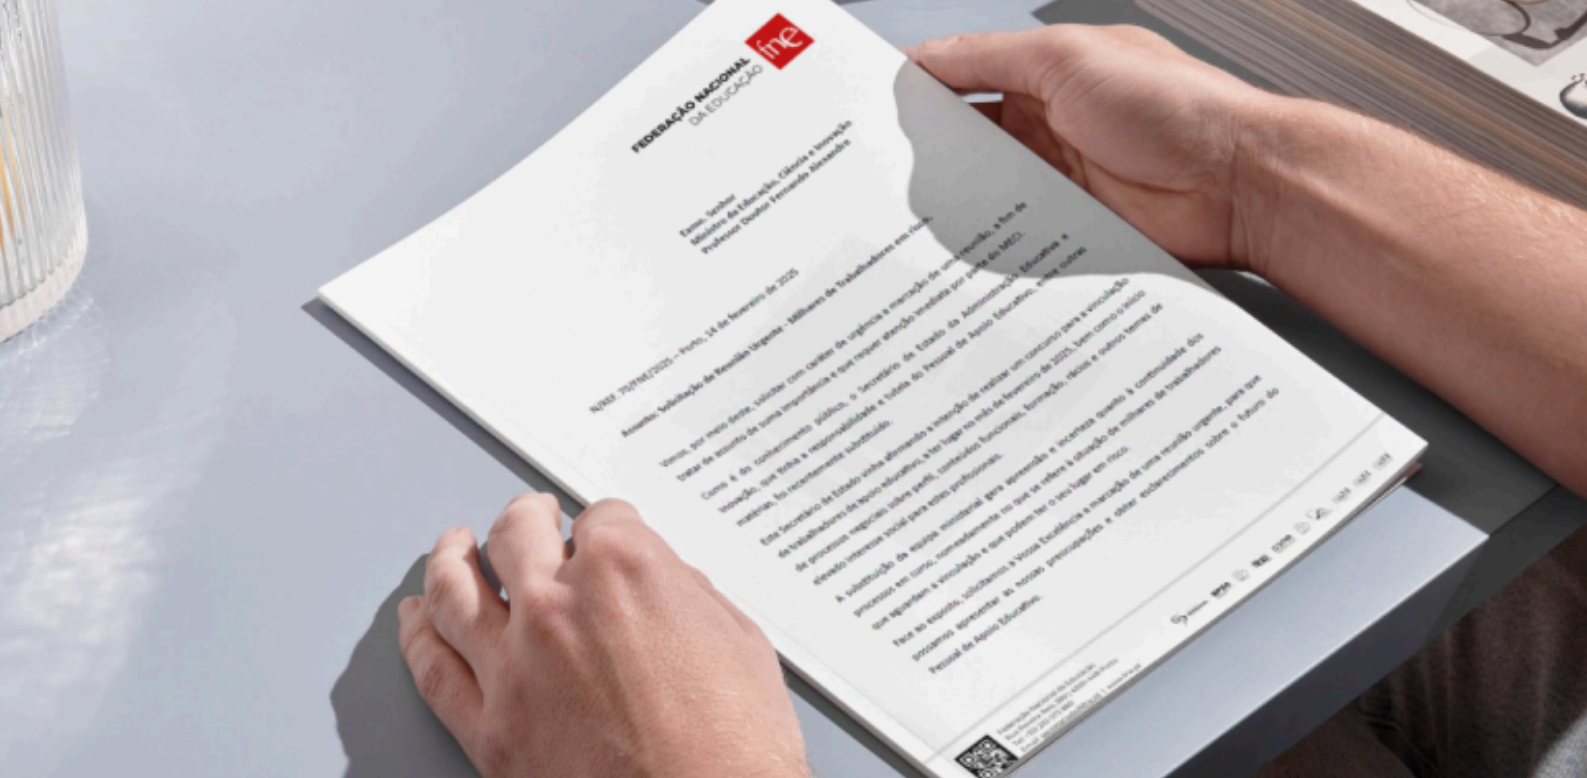 FEDERAÇÃO NACIONAL
DA EDUCAÇÃO
fne
Exmo. Senhor
Ministro da Educação, Ciência e Inovação
Professor Doutor Fernando Alexandre
N/REF. 70/FNE/2025 – Porto, 14 de fevereiro de 2025
Assunto: Solicitação de Reunião Urgente - Milhares de Trabalhadores em risco.
Vimos, por meio deste, solicitar com caráter de urgência a marcação de uma reunião, a fim de
tratar de assunto de suma importância e que requer atenção imediata por parte do MECI.
Como é do conhecimento público, o Secretário de Estado da Administração Educativa e
Inovação, que tinha a responsabilidade e tutela do Pessoal de Apoio Educativo, entre outras
matérias, foi recentemente substituído.
Este Secretário de Estado vinha afirmando a intenção de realizar um concurso para a vinculação
de trabalhadores de apoio educativo, a ter lugar no mês de fevereiro de 2025, bem como o início
de processos negociais sobre perfil, conteúdos funcionais, formação, rácios e outros temas de
elevado interesse social para estes profissionais.
A substituição da equipa ministerial gera apreensão e incerteza quanto à continuidade dos
processos em curso, nomeadamente no que se refere à situação de milhares de trabalhadores
que aguardam a vinculação e que podem ter o seu lugar em risco.
Face ao exposto, solicitamos a Vossa Excelência a marcação de uma reunião urgente, para que
possamos apresentar as nossas preocupações e obter esclarecimentos sobre o futuro do
Pessoal de Apoio Educativo.
Federação Nacional da Educação